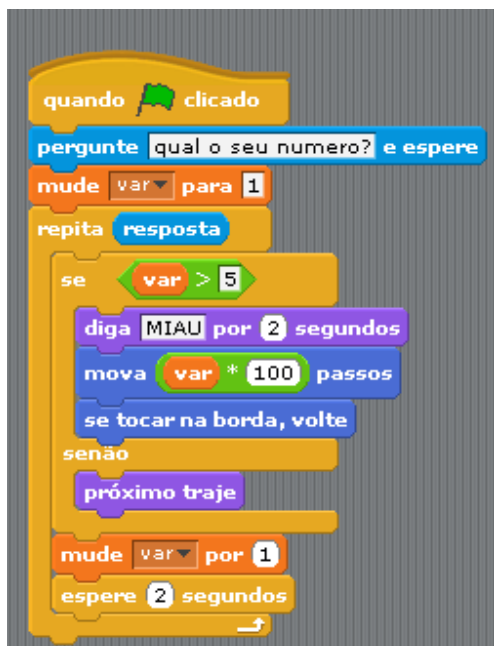 quando clicado
pergunte qual o seu numero? e espere
mude var para 1
repita resposta
se var > 5
diga MIAU por 2 segundos
mova var * 100 passos
se tocar na borda, volte
senão
próximo traje
mude var por 1
espere 2 segundos